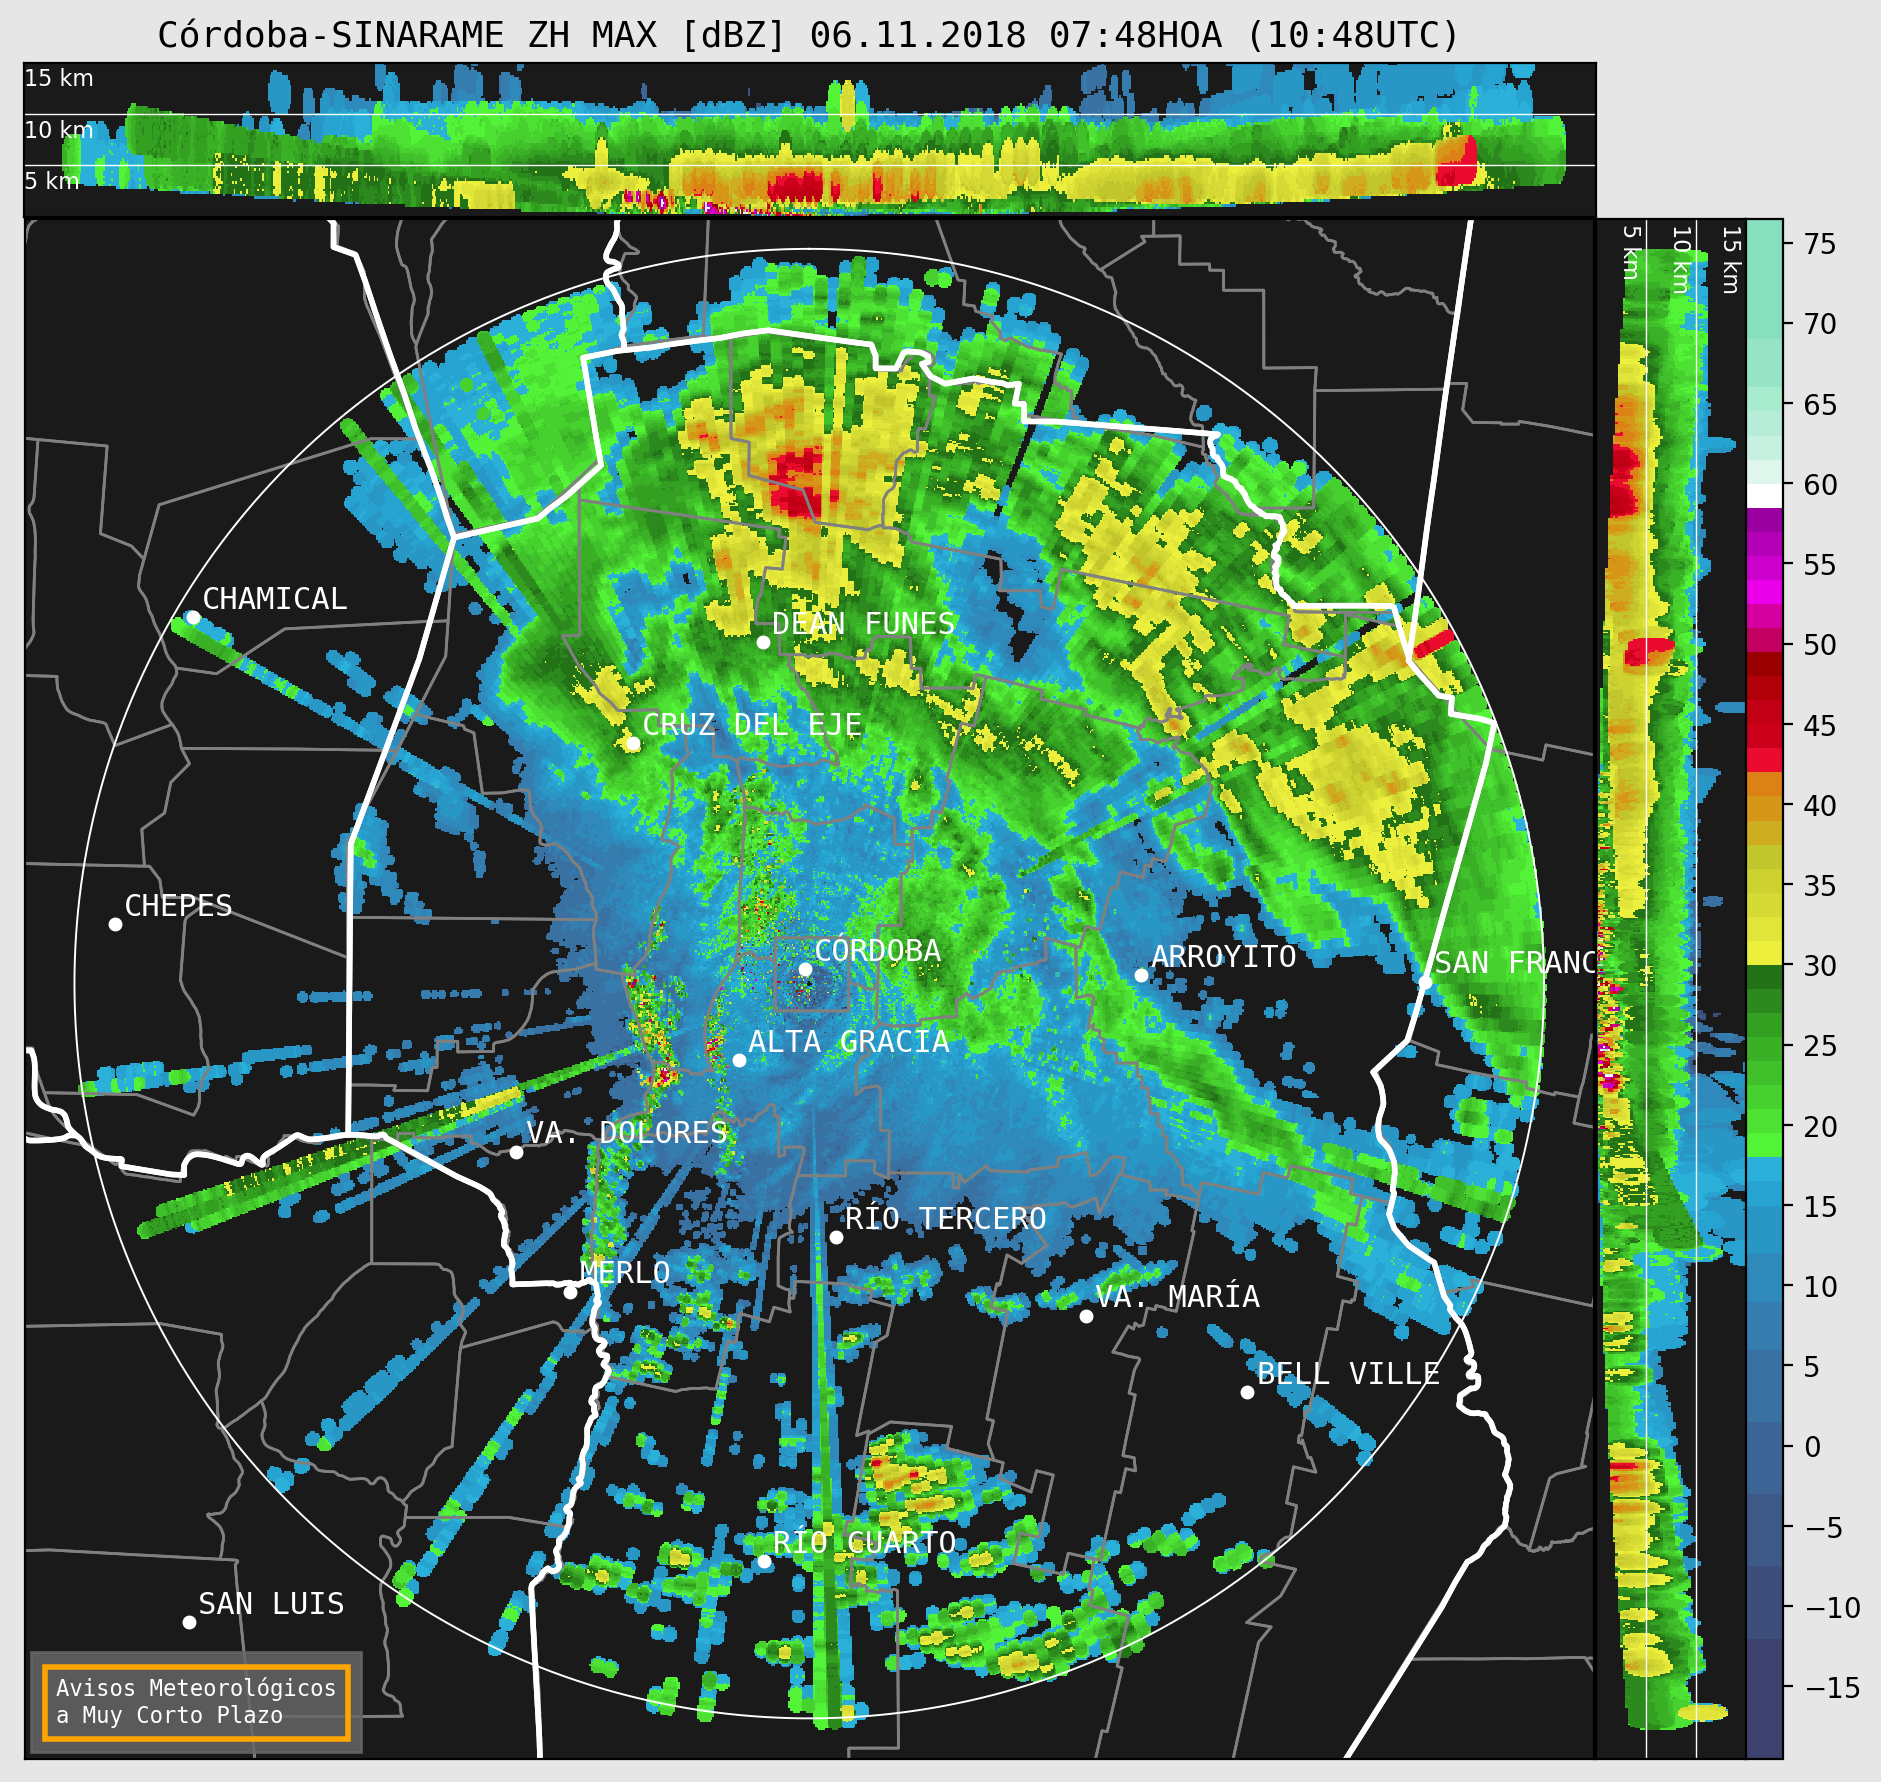 Córdoba-SINARAME ZH MAX [dBZ] 06.11.2018 07:48HOA (10:48UTC)
15 km
10 km
5 km
5 km
10 km
15 km
75
70
65
60
55
50
45
40
35
30
25
20
15
10
5
0
−5
−10
−15
CHAMICAL
DEAN FUNES
CRUZ DEL EJE
CHEPES
CÓRDOBA
ARROYITO
SAN FRANC
ALTA GRACIA
VA. DOLORES
RÍO TERCERO
MERLO
VA. MARÍA
BELL VILLE
RÍO CUARTO
SAN LUIS
Avisos Meteorológicos
a Muy Corto Plazo